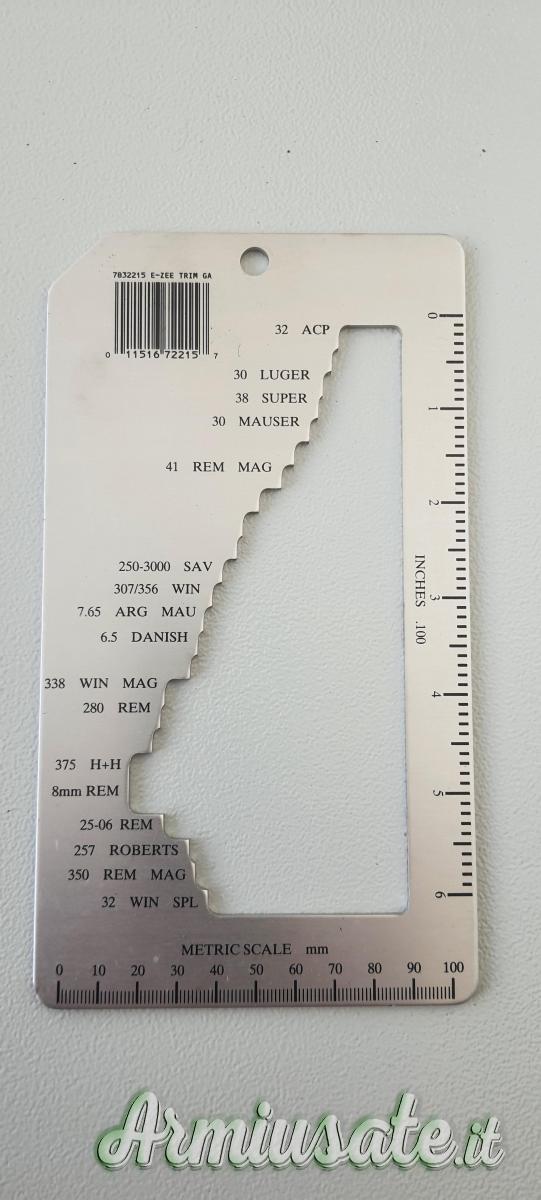 7832215 E-ZEE TRIM GA
0 11516 72215 7
32 ACP
30 LUGER
38 SUPER
30 MAUSER
41 REM MAG
250-3000 SAV
307/356 WIN
7.65 ARG MAU
6.5 DANISH
338 WIN MAG
280 REM
375 H+H
8mm REM
25-06 REM
257 ROBERTS
350 REM MAG
32 WIN SPL
0
1
2
3
4
5
6
INCHES .100
METRIC SCALE mm
0 10 20 30 40 50 60 70 80 90 100
Armiusate.it